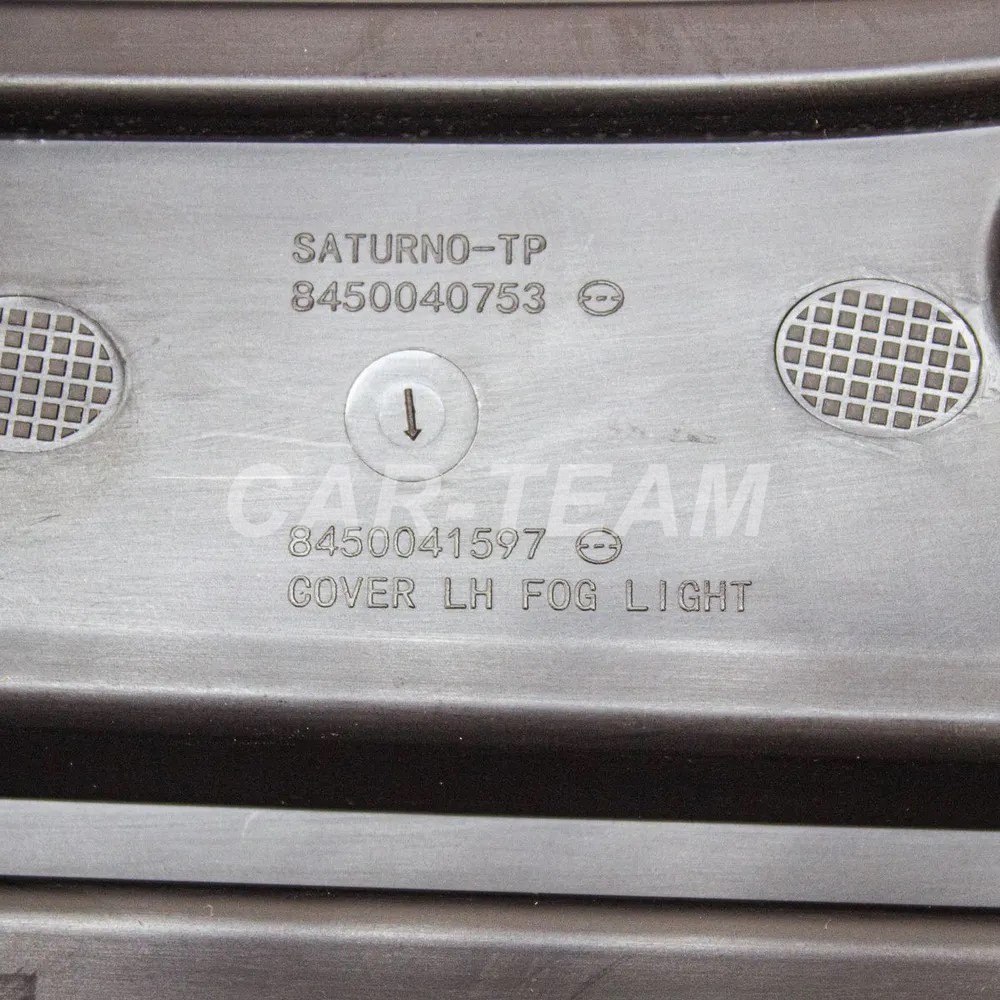 SATURNO-TP
8450040753
CAR-TEAM
8450041597
COVER LH FOG LIGHT